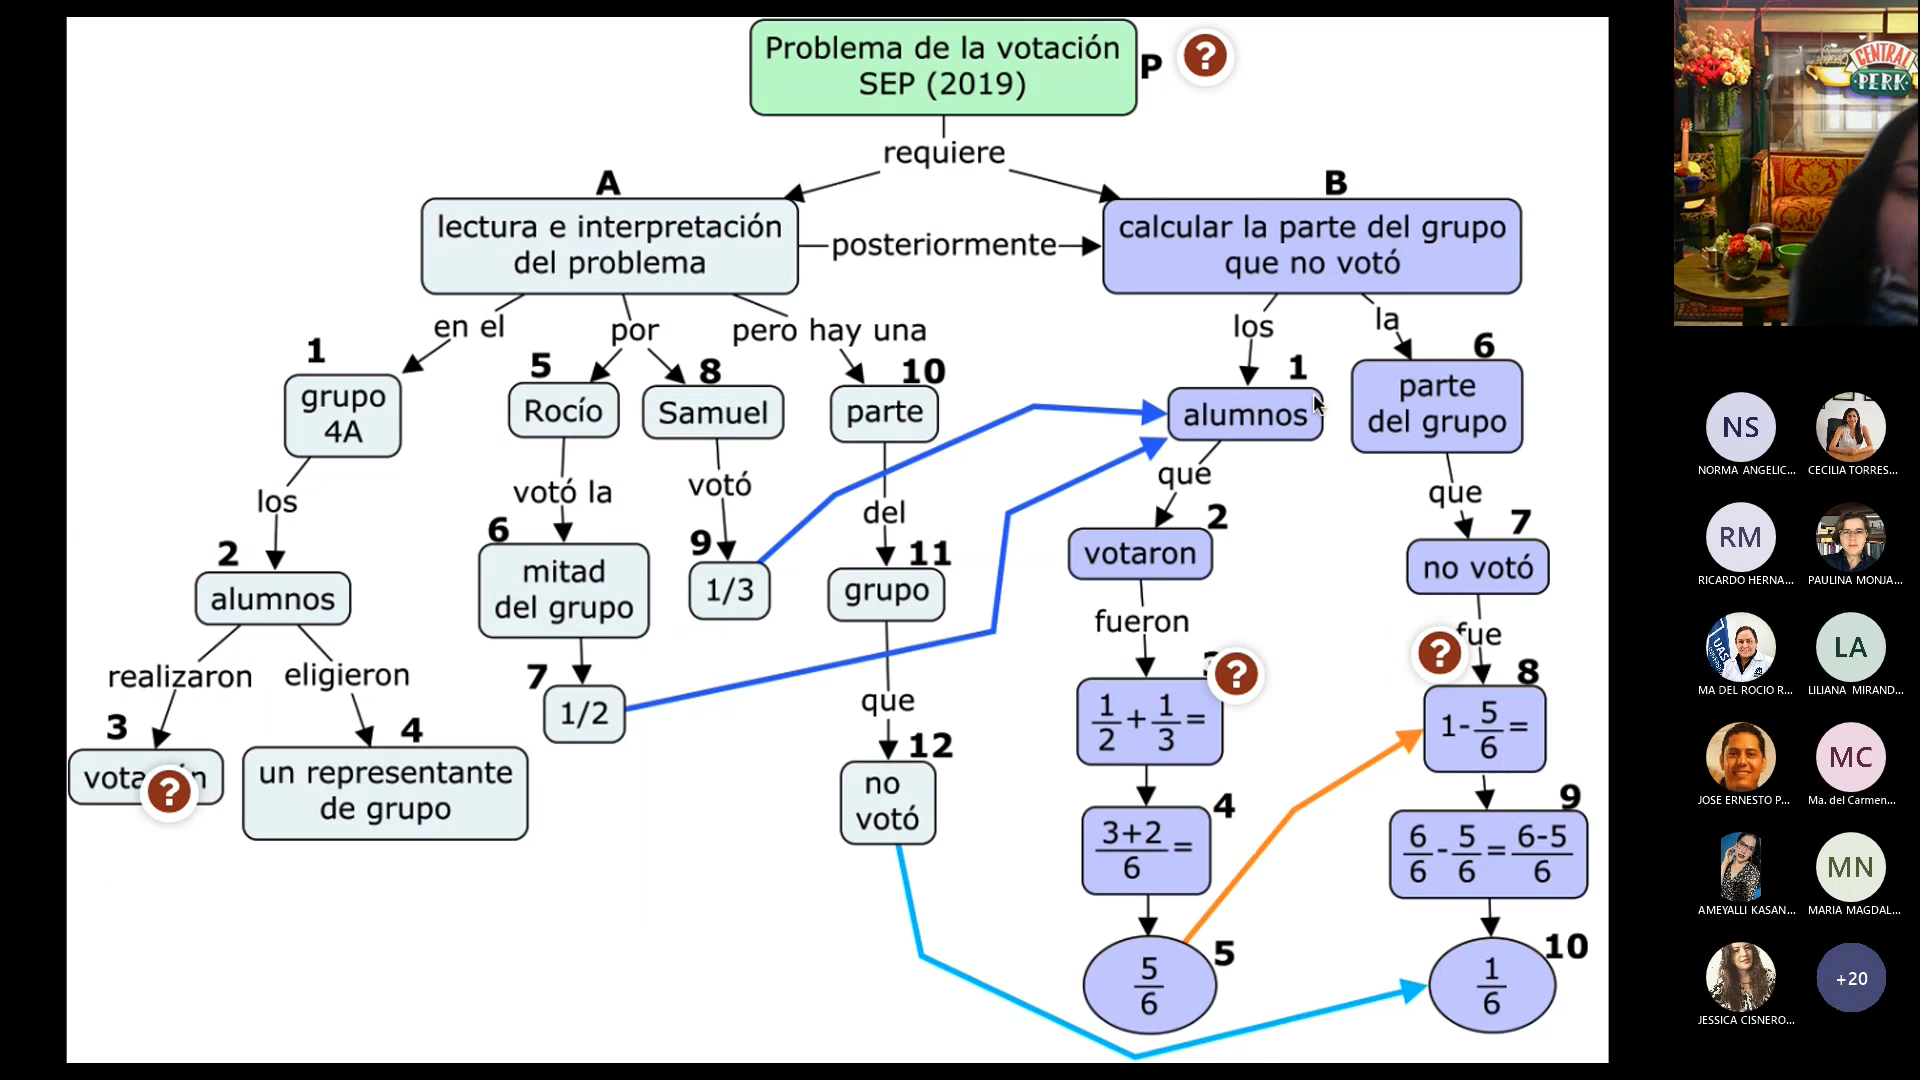 Problema de la votación
SEP (2019)
P
?
requiere
A
lectura e interpretación
del problema
posteriormente
B
calcular la parte del grupo
que no votó
en el
por
pero hay una
los
la
1
grupo
4A
los
2
alumnos
realizaron
eligieron
3
?
4
un representante
de grupo
5
Rocío
votó la
6
mitad
del grupo
7
1/2
8
Samuel
votó
9
1/3
10
parte
del
11
grupo
que
12
no
votó
1
alumnos
que
2
votaron
fueron
?
1/2 + 1/3 =
4
3+2/6 =
5
5/6
6
parte
del grupo
que
7
no votó
fue
?
8
1 - 5/6 =
9
6/6 - 5/6 = 6-5/6
10
1/6
CENTRAL
PERK
NS
NORMA ANGELIC...
CECILIA TORRES...
RM
RICARDO HERNA...
PAULINA MONJA...
MA DEL ROCIO R...
LA
LILIANA MIRAND...
JOSE ERNESTO P...
MC
Ma. del Carmen...
AMEYALLI KASAN...
MN
MARIA MAGDAL...
JESSICA CISNERO...
+20